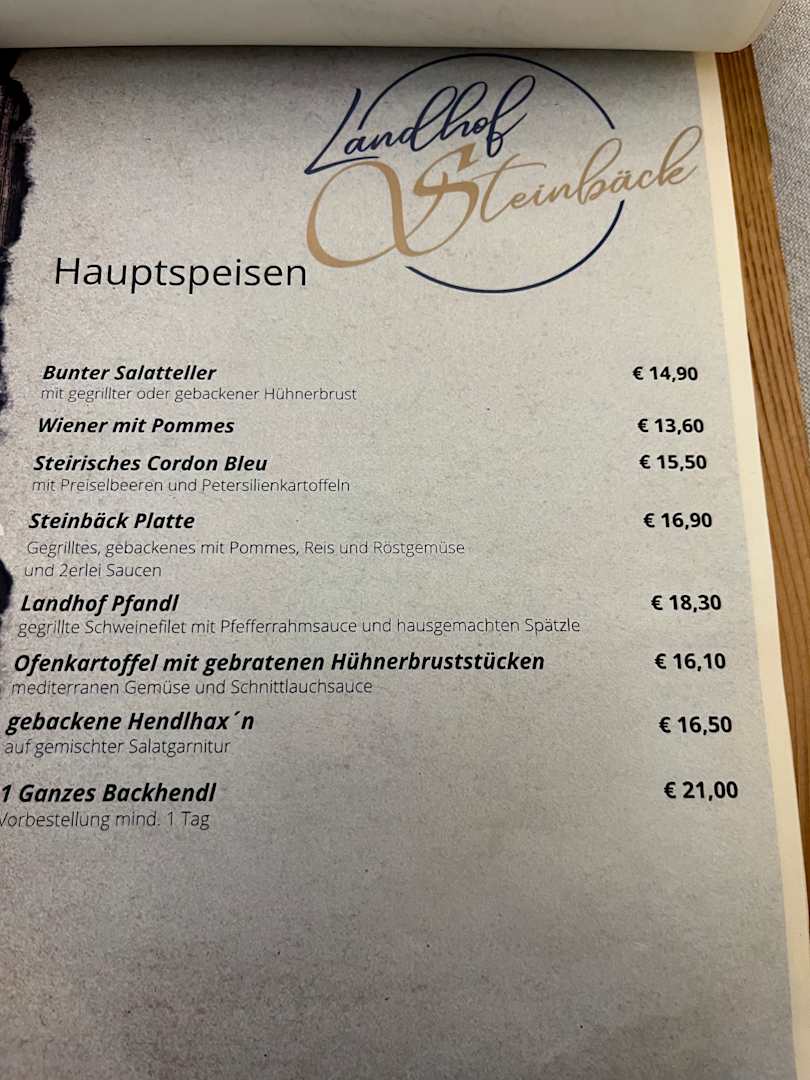 Landhof
Steinbäck
Hauptspeisen
Bunter Salatteller € 14,90
mit gegrillter oder gebackener Hühnerbrust
Wiener mit Pommes € 13,60
Steirisches Cordon Bleu € 15,50
mit Preiselbeeren und Petersilienkartoffeln
Steinbäck Platte € 16,90
Gegrilltes, gebackenes mit Pommes, Reis und Röstgemüse
und 2erlei Saucen
Landhof Pfandl € 18,30
gegrillte Schweinefilet mit Pfefferrahmsauce und hausgemachten Spätzle
Ofenkartoffel mit gebratenen Hühnerbruststücken € 16,10
mediterranen Gemüse und Schnittlauchsauce
gebackene Hendlhax´n € 16,50
auf gemischter Salatgarnitur
1 Ganzes Backhendl € 21,00
Vorbestellung mind. 1 Tag